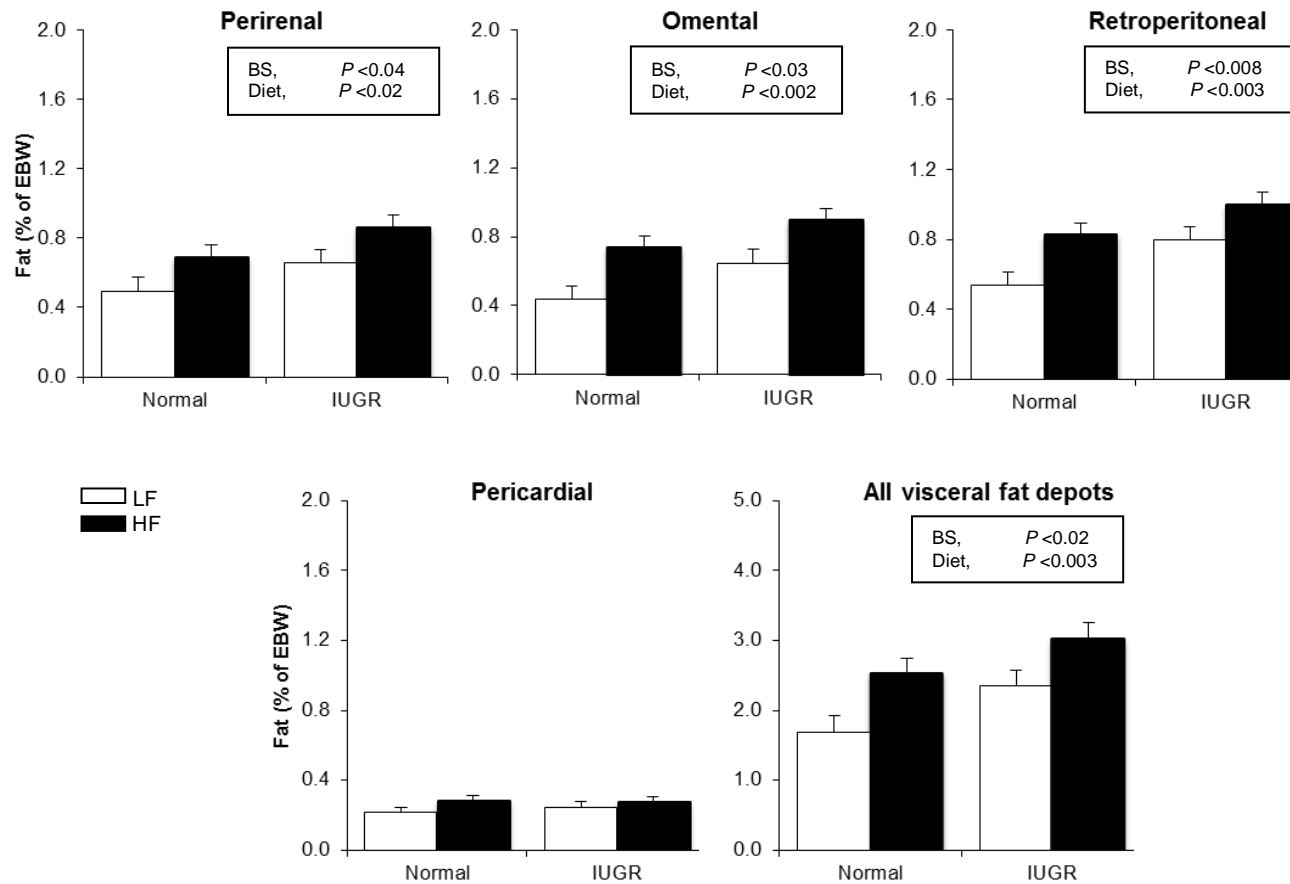 Perirenal
Fat (% of EBW)
2.0
1.6
1.2
0.8
0.4
0.0
BS, P <0.04
Diet, P <0.02
Normal IUGR
Omental
2.0
1.6
1.2
0.8
0.4
0.0
BS, P <0.03
Diet, P <0.002
Normal IUGR
Retroperitoneal
2.0
1.6
1.2
0.8
0.4
0.0
BS, P <0.008
Diet, P <0.003
Normal IUGR
LF
HF
Pericardial
Fat (% of EBW)
2.0
1.6
1.2
0.8
0.4
0.0
Normal IUGR
All visceral fat depots
5.0
4.0
3.0
2.0
1.0
0.0
BS, P <0.02
Diet, P <0.003
Normal IUGR